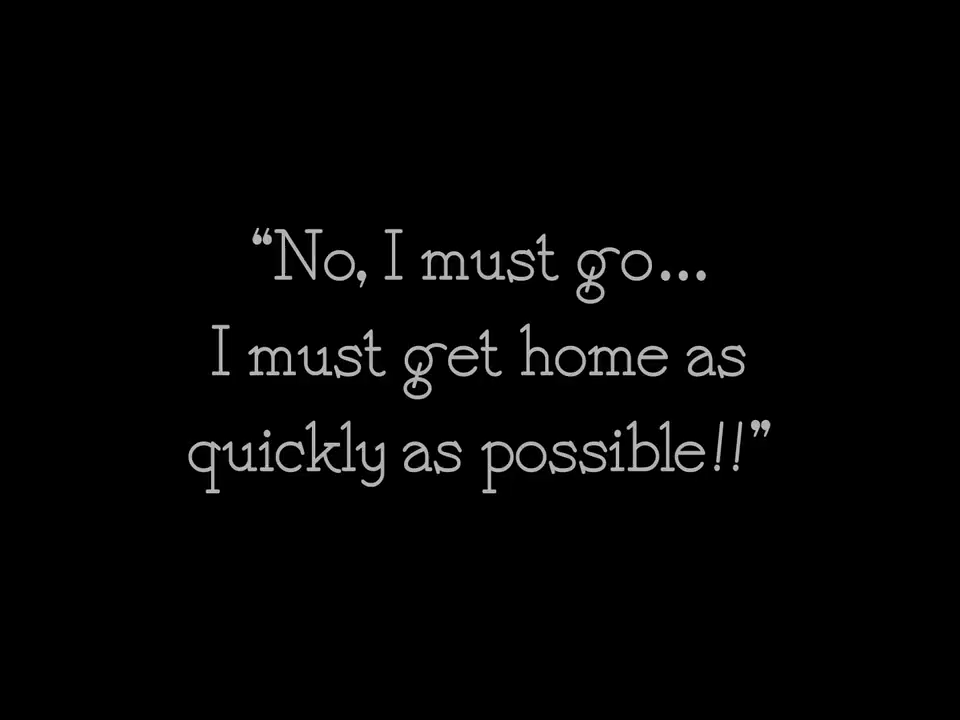 “No, I must go...
I must get home as
quickly as possible!!”